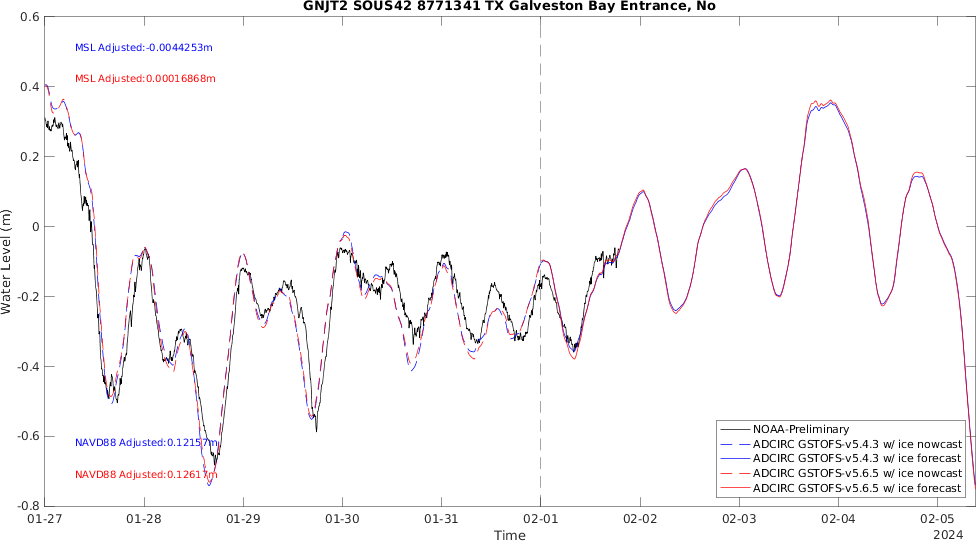 GNJT2 SOUS42 8771341 TX Galveston Bay Entrance, No
MSL Adjusted:-0.0044253m
MSL Adjusted:0.00016868m
Water Level (m)
0.6
0.4
0.2
0
-0.2
-0.4
-0.6
-0.8
NAVD88 Adjusted:0.12157m
NAVD88 Adjusted:0.12617m
NOAA-Preliminary
ADCIRC GSTOFS-v5.4.3 w/ ice nowcast
ADCIRC GSTOFS-v5.4.3 w/ ice forecast
ADCIRC GSTOFS-v5.6.5 w/ ice nowcast
ADCIRC GSTOFS-v5.6.5 w/ ice forecast
01-27 01-28 01-29 01-30 01-31 02-01 02-02 02-03 02-04 02-05
Time
2024